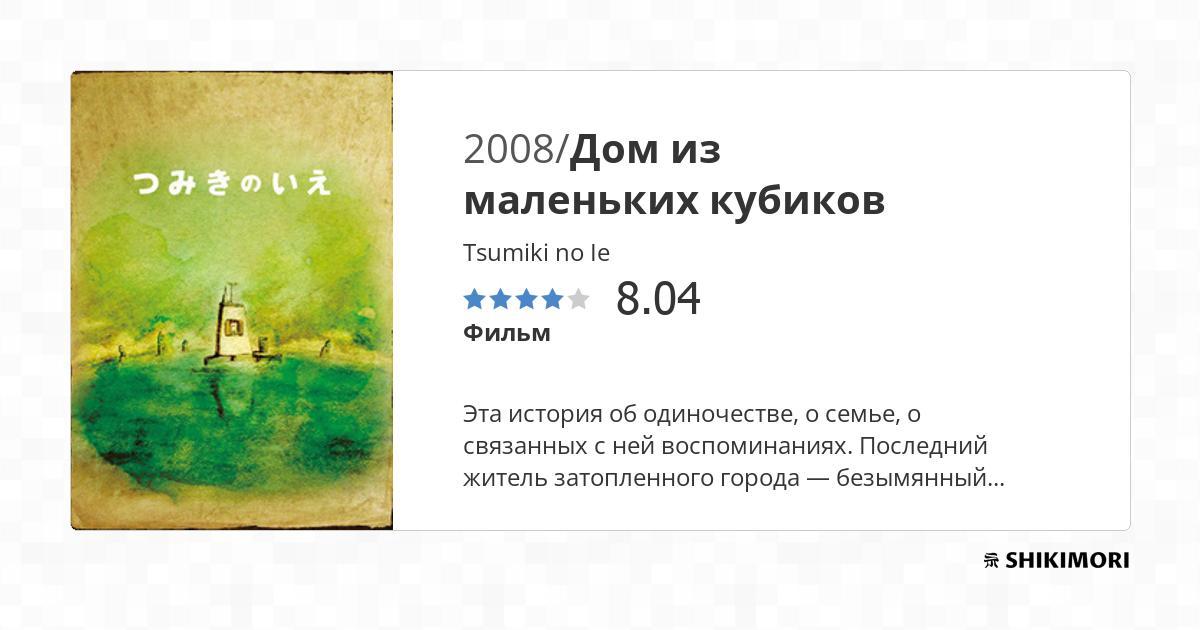 つみきのいえ
2008/Дом из
маленьких кубиков
Tsumiki no Ie
8.04
Фильм
Эта история об одиночестве, о семье, о
связанных с ней воспоминаниях. Последний
житель затопленного города — безымянный...
SHIKIMORI